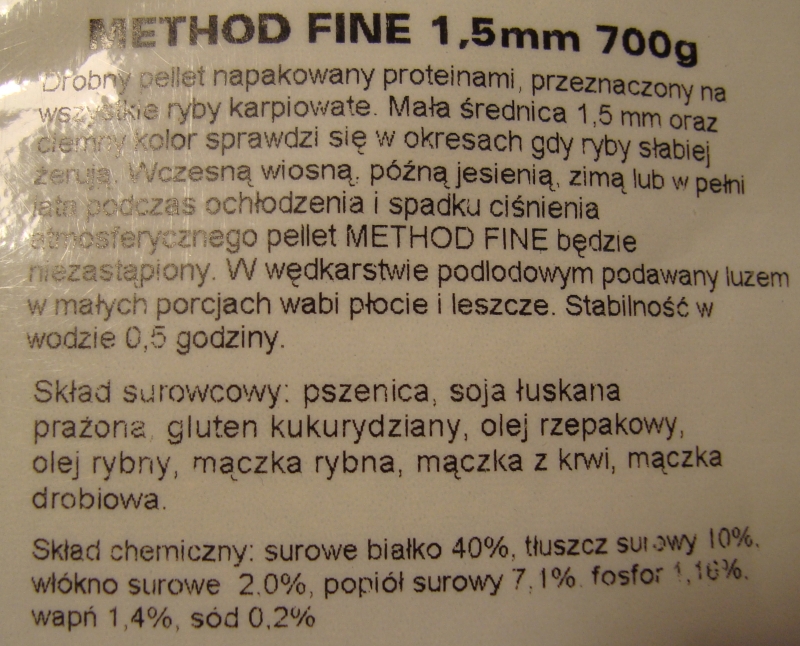 METHOD FINE 1,5mm 700g
Drobny pellet napakowany proteinami, przeznaczony na
wszystkie ryby karpiowate. Mała średnica 1,5 mm oraz
ciemny kolor sprawdzi się w okresach gdy ryby słabiej
żerują. Wczesną wiosną, późną jesienią, zimą lub w pełni
lata podczas ochłodzenia i spadku ciśnienia
atmosferycznego pellet METHOD FINE będzie
niezastąpiony. W wędkarstwie podlodowym podawany luzem
w małych porcjach wabi płocie i leszcze. Stabilność w
wodzie 0,5 godziny.
Skład surowcowy: pszenica, soja łuskana
prażona, gluten kukurydziany, olej rzepakowy,
olej rybny, mączka rybna, mączka z krwi, mączka
drobiowa.
Skład chemiczny: surowe białko 40%, tłuszcz surowy 10%.
włókno surowe 2.0%, popiół surowy 7,1%. fosfor
wapń 1,4%, sód 0,2%